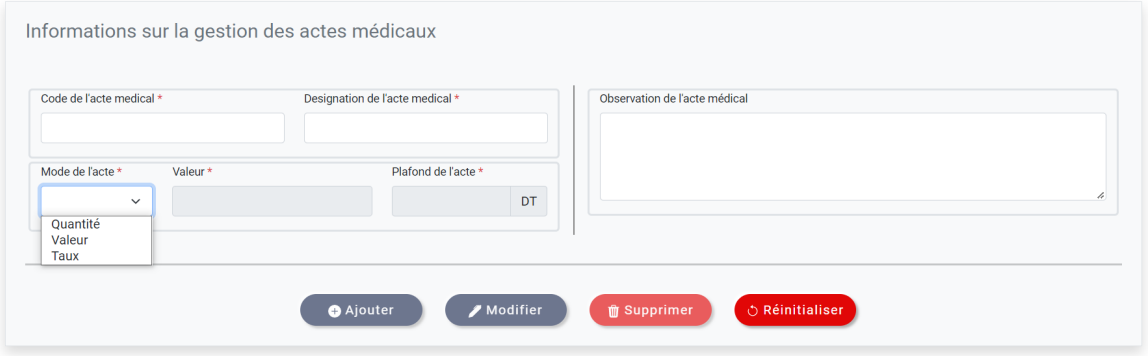 Informations sur la gestion des actes médicaux
Code de l'acte medical *
Designation de l'acte medical *
Observation de l'acte médical
Mode de l'acte *
Valeur *
Plafond de l'acte *
DT
Quantité
Valeur
Taux
Ajouter
Modifier
Supprimer
Réinitialiser